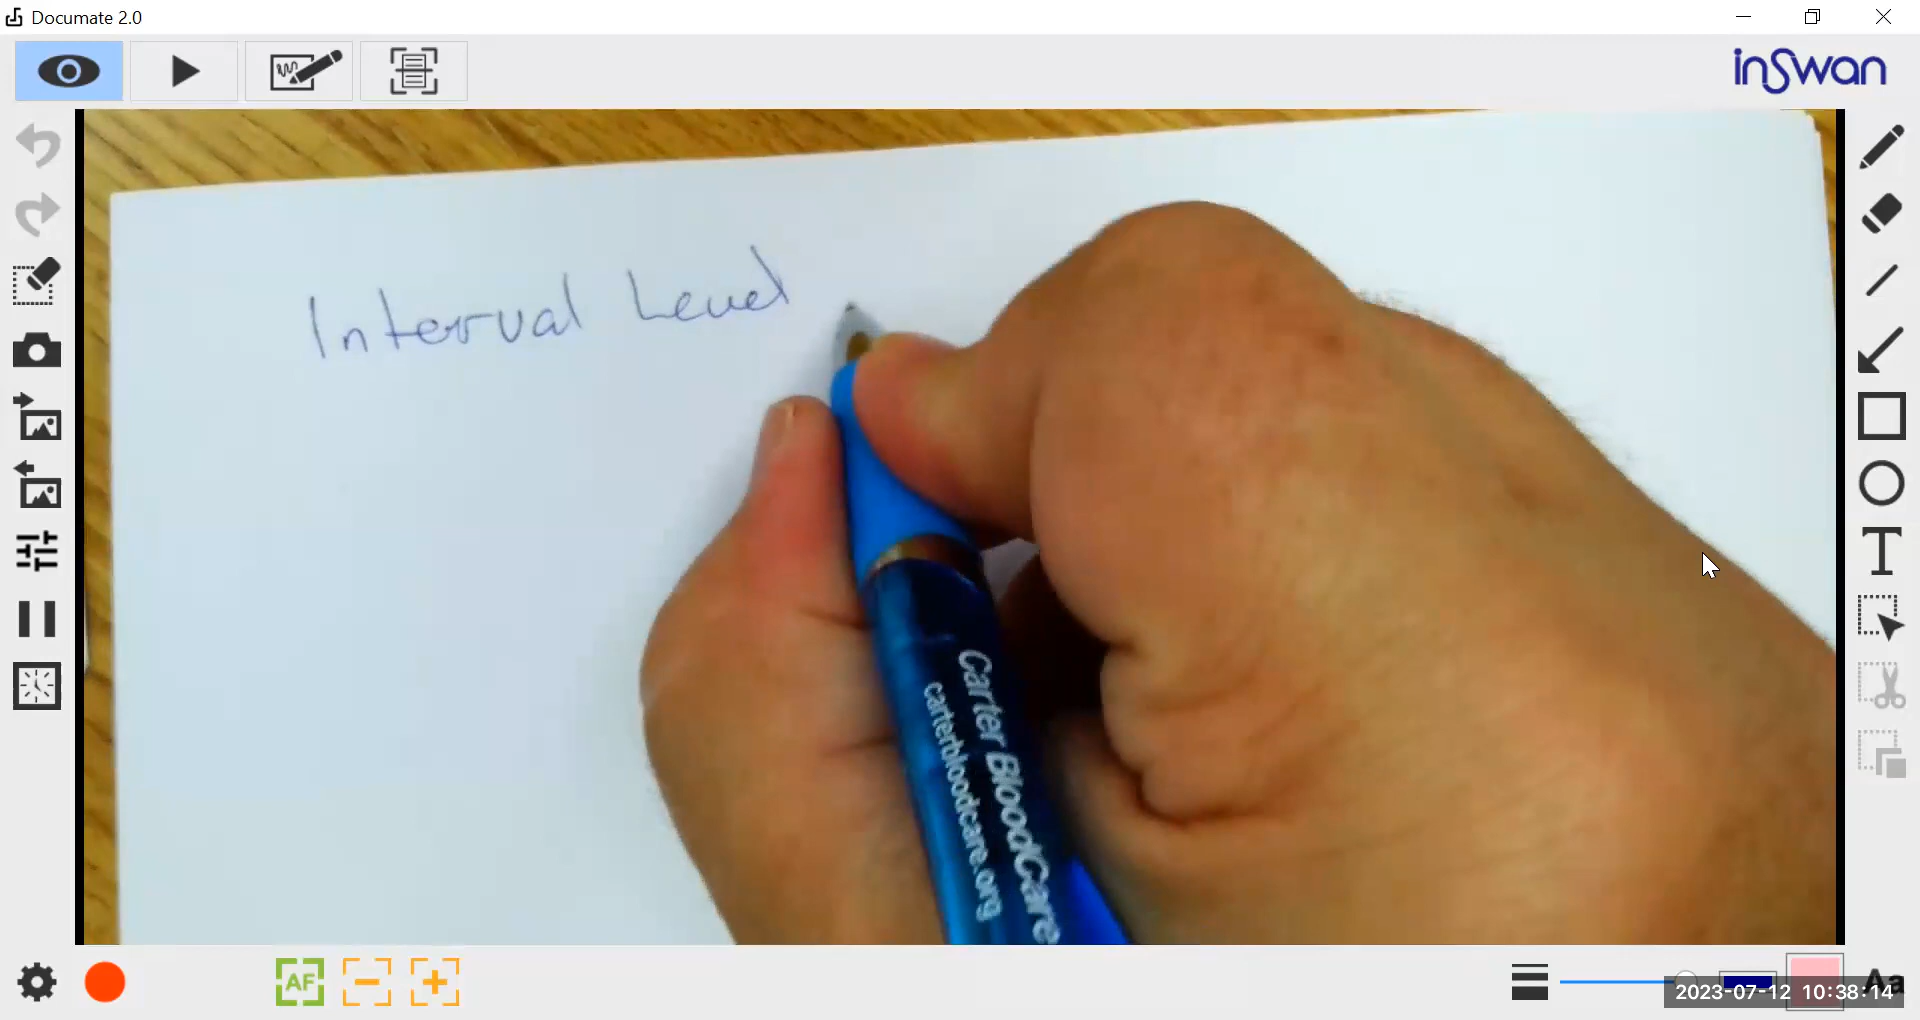 Documate 2.0
inSwan
Interval Level
Carter BloodCare
carterbloodcare.org
T
AF
Aa
2023-07-12 10:38:14